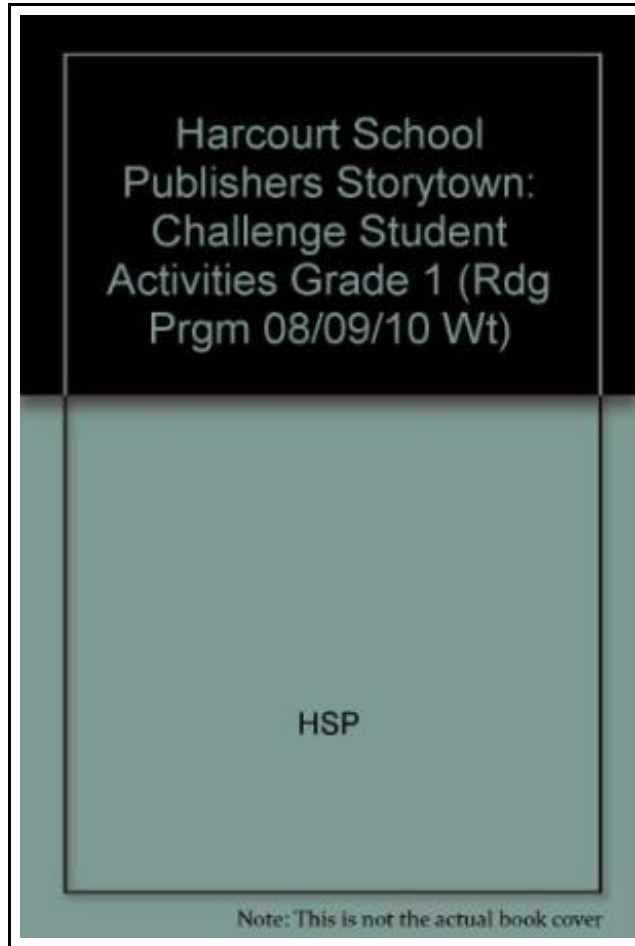 Harcourt School
Publishers Storytown:
Challenge Student
Activities Grade 1 (Rdg
Prgm 08/09/10 Wt)
HSP
Note: This is not the actual book cover